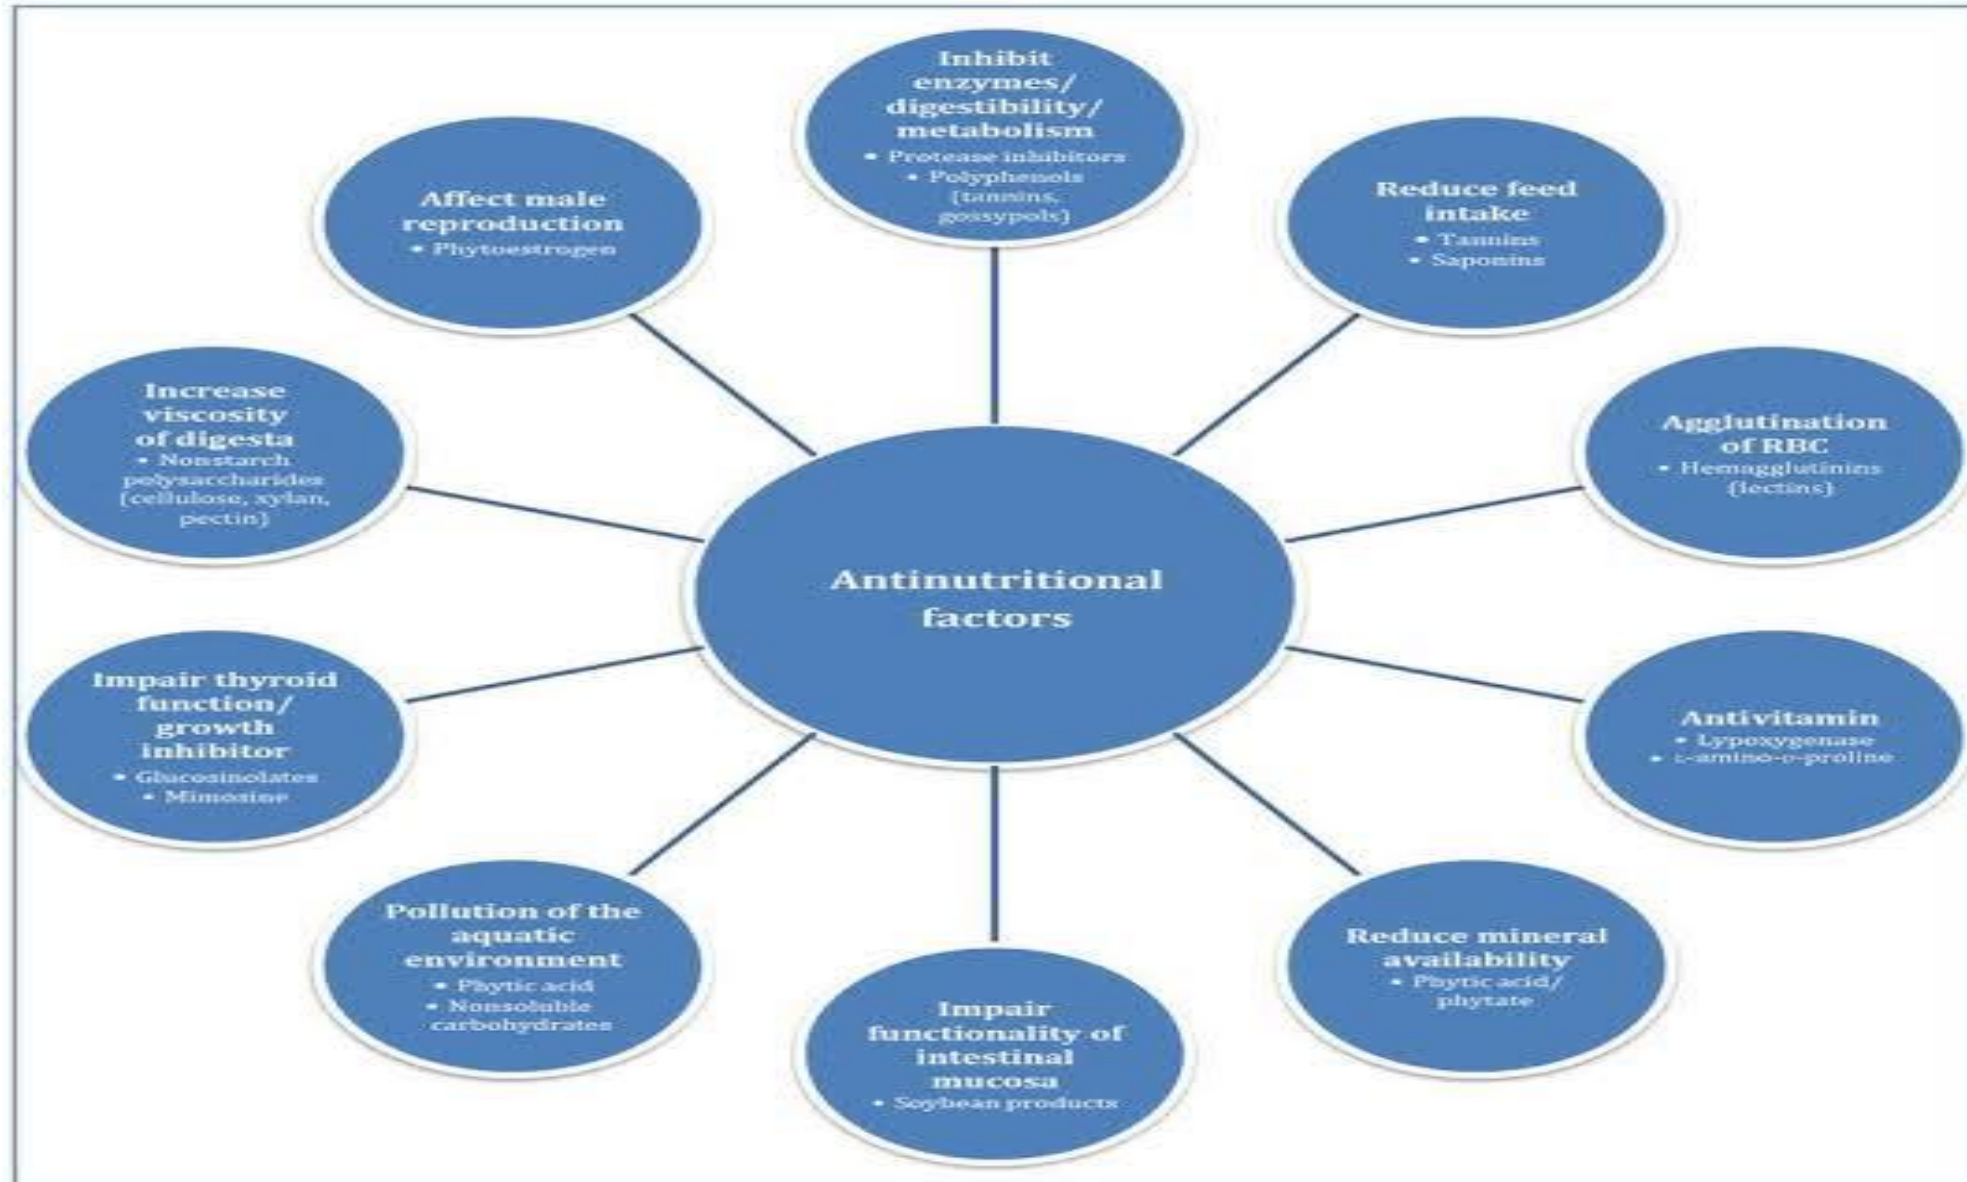 Inhibit
enzymes/
digestibility/
metabolism
• Protease inhibitors
• Polyphenols
(tannins,
gossypols)
Reduce feed
intake
• Tannins
• Saponins
Agglutination
of RBC
• Hemagglutinins
(lectins)
Antivitamin
• Lypoxygenase
• L-amino-D-proline
Reduce mineral
availability
• Phytic acid/
phytate
Impair
functionality of
intestinal
mucosa
• Soybean products
Pollution of the
aquatic
environment
• Phytic acid
• Nonsoluble
carbohydrates
Impair thyroid
function/
growth
inhibitor
• Glucosinolates
• Mimosine
Increase
viscosity
of digesta
• Nonstarch
polysaccharides
(cellulose, xylan,
pectin)
Affect male
reproduction
• Phytoestrogen
Antinutritional
factors